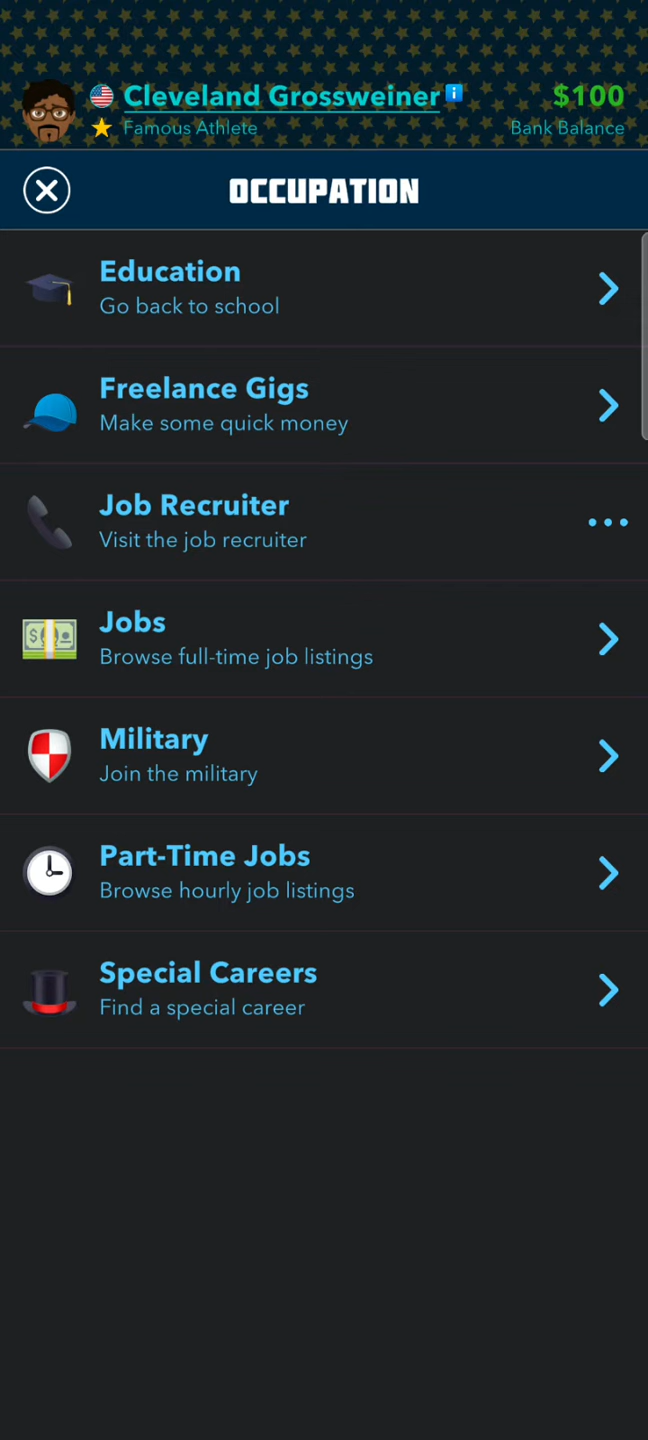 Cleveland Grossweiner i
$100
Famous Athlete
Bank Balance
OCCUPATION
Education
Go back to school
Freelance Gigs
Make some quick money
Job Recruiter
Visit the job recruiter
Jobs
Browse full-time job listings
Military
Join the military
Part-Time Jobs
Browse hourly job listings
Special Careers
Find a special career